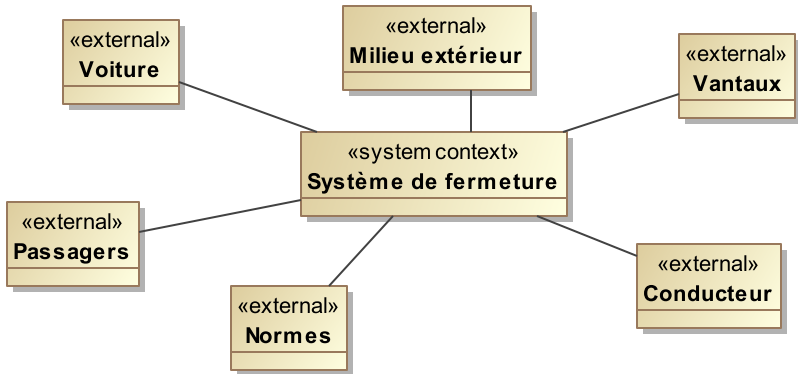 «external»
Milieu extérieur
«external»
Voiture
«external»
Vantaux
«system context»
Système de fermeture
«external»
Passagers
«external»
Conducteur
«external»
Normes